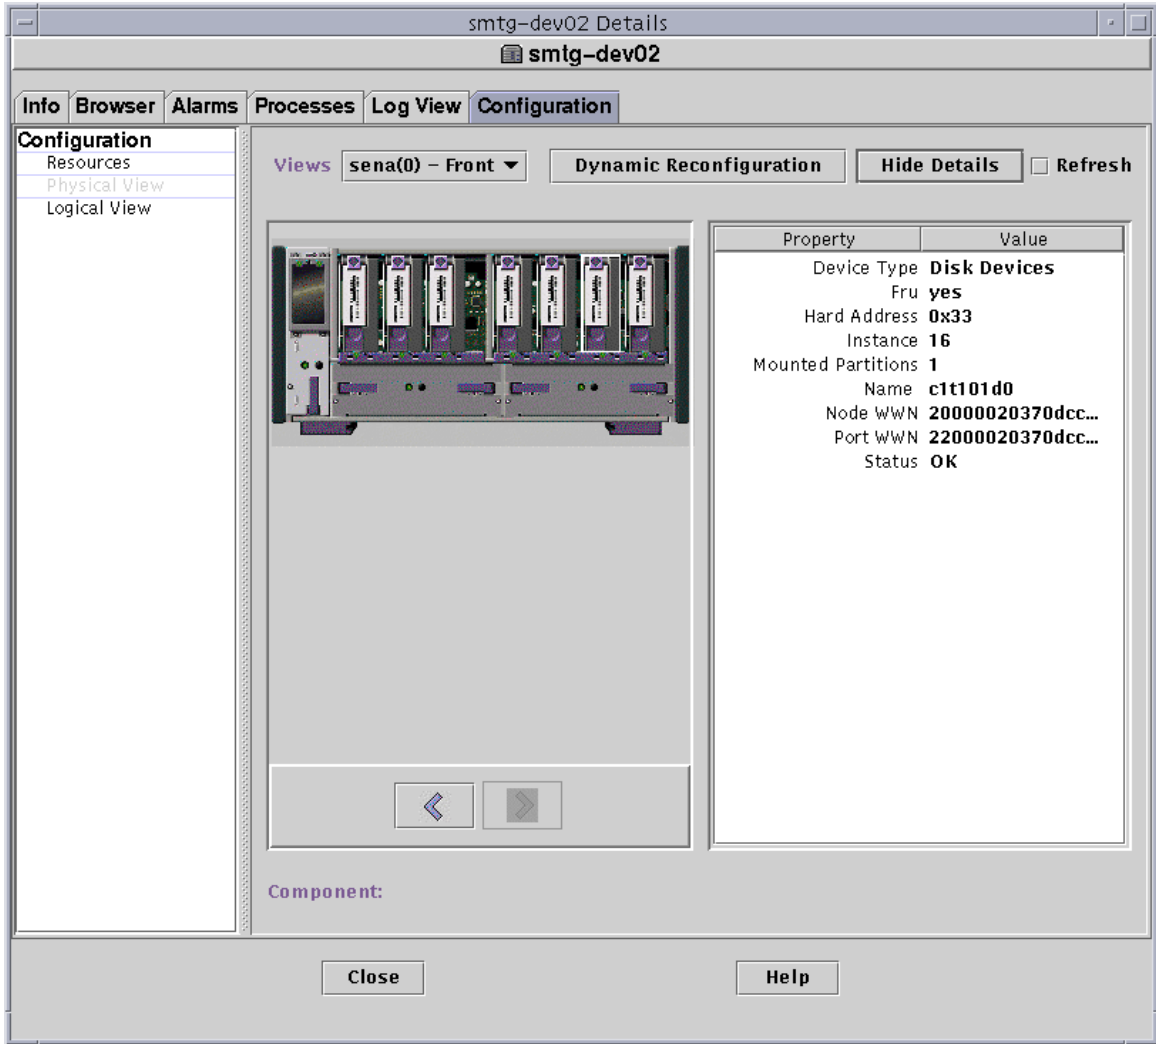 smtg-dev02 Details
smtg-dev02
Info Browser Alarms Processes Log View Configuration
Configuration
Resources
Physical View
Logical View
Views sena(0) - Front Dynamic Reconfiguration Hide Details Refresh
Property Value
Device Type Disk Devices
Fru yes
Hard Address 0x33
Instance 16
Mounted Partitions 1
Name c1t101d0
Node WWN 20000020370dcc...
Port WWN 22000020370dcc...
Status OK
Component:
Close Help